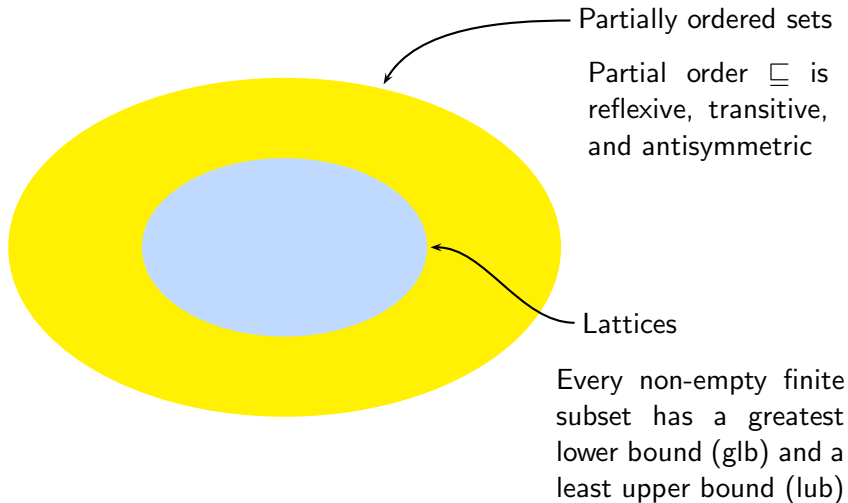 Partially ordered sets
Partial order ⊑ is
reflexive, transitive,
and antisymmetric
Lattices
Every non-empty finite
subset has a greatest
lower bound (glb) and a
least upper bound (lub)